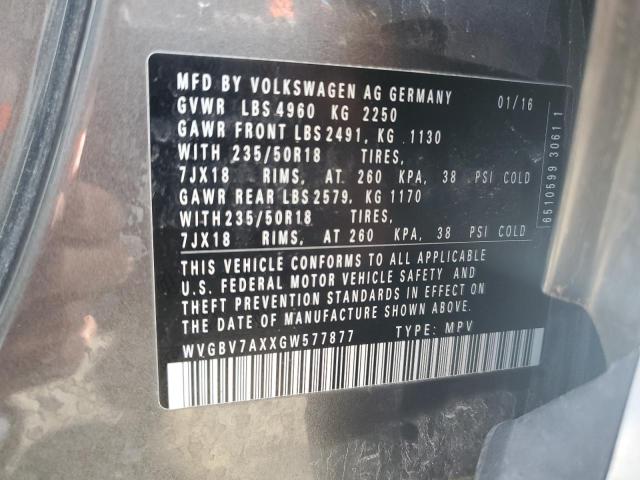 MFD BY VOLKSWAGEN AG GERMANY 01/16
GVWR LBS 4960 KG 2250
GAWR FRONT LBS 2491, KG 1130
WITH 235/50R18 TIRES,
7JX18 RIMS, AT 260 KPA, 38 PSI COLD
GAWR REAR LBS 2579, KG 1170
WITH 235/50R18 TIRES,
7JX18 RIMS, AT 260 KPA, 38 PSI COLD
THIS VEHICLE CONFORMS TO ALL APPLICABLE
U.S. FEDERAL MOTOR VEHICLE SAFETY AND
THEFT PREVENTION STANDARDS IN EFFECT ON
THE DATE OF MANUFACTURE SHOWN ABOVE.
WVGBV7AXXGW577877 TYPE: MPV
6510599 3061 1